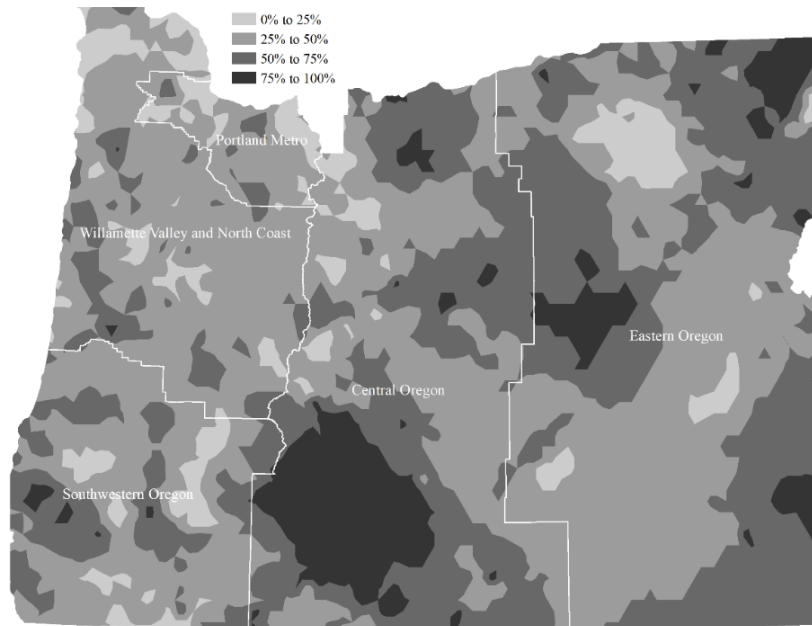 0% to 25%
25% to 50%
50% to 75%
75% to 100%
Portland Metro
Willamette Valley and North Coast
Eastern Oregon
Central Oregon
Southwestern Oregon